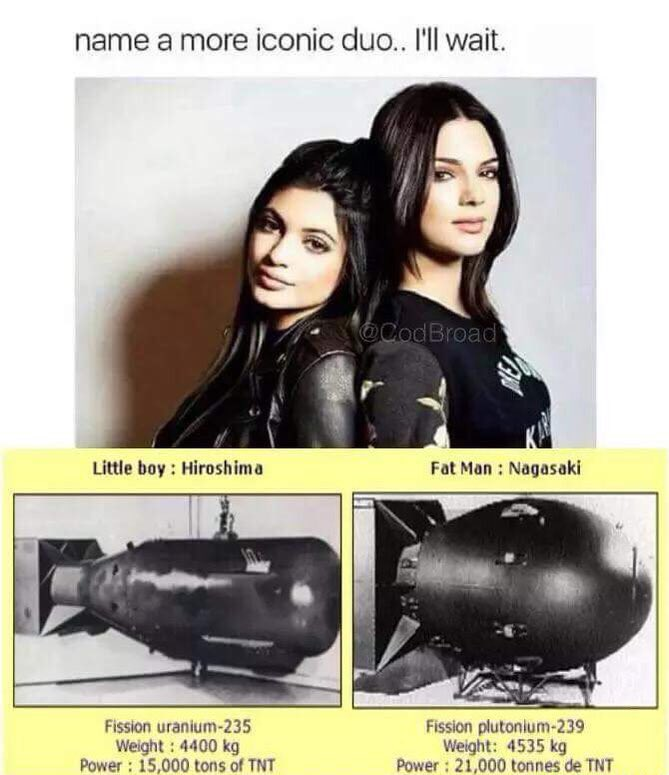 name a more iconic duo.. I'll wait.
@CodBroad
Little boy : Hiroshima
Fat Man : Nagasaki
Fission uranium-235
Weight : 4400 kg
Power : 15,000 tons of TNT
Fission plutonium-239
Weight: 4535 kg
Power : 21,000 tonnes de TNT